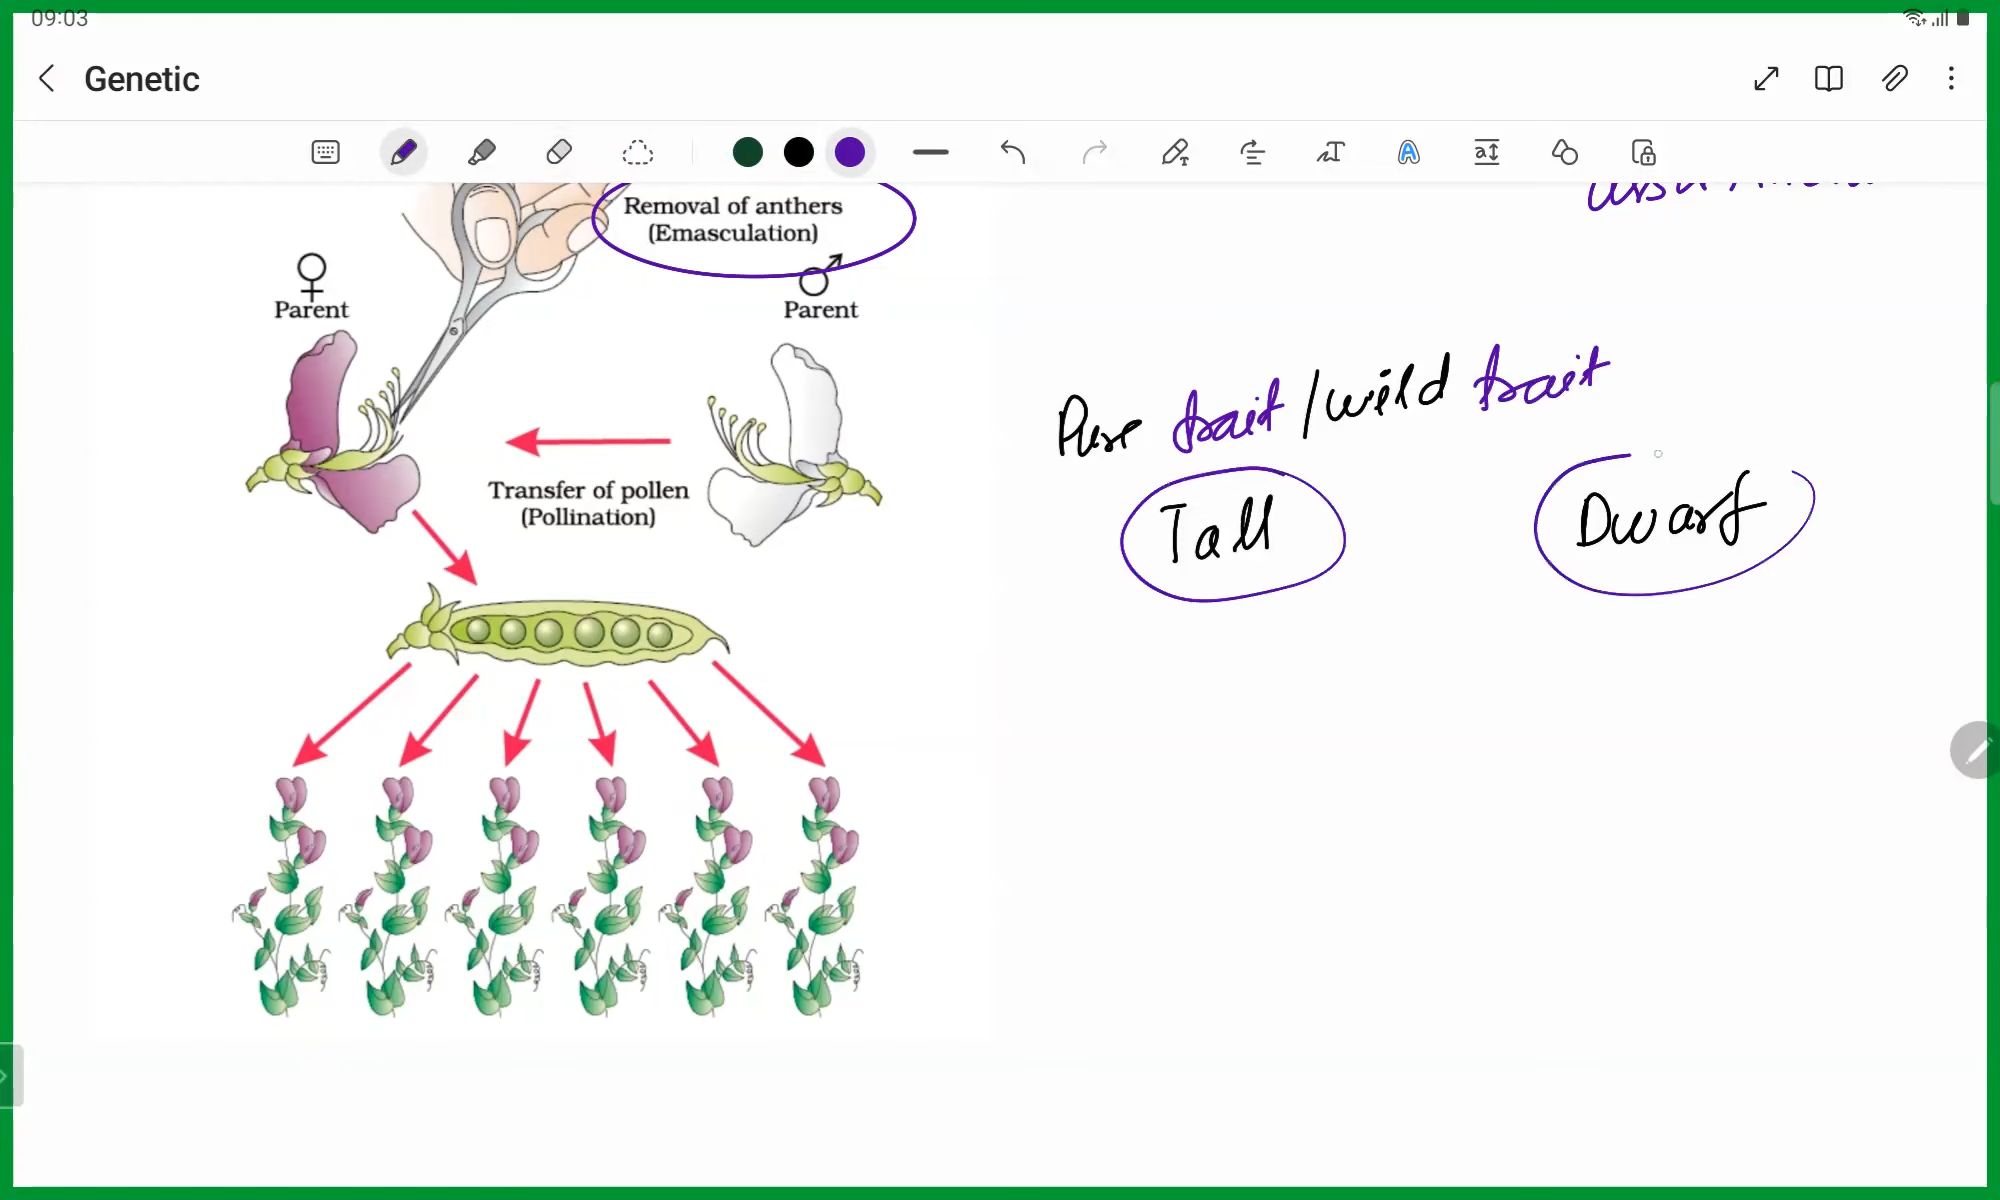 09:03
Genetic
Removal of anthers
(Emasculation)
♀
Parent
♂
Parent
Transfer of pollen
(Pollination)
Pure trait / wild trait
Tall
Dwarf